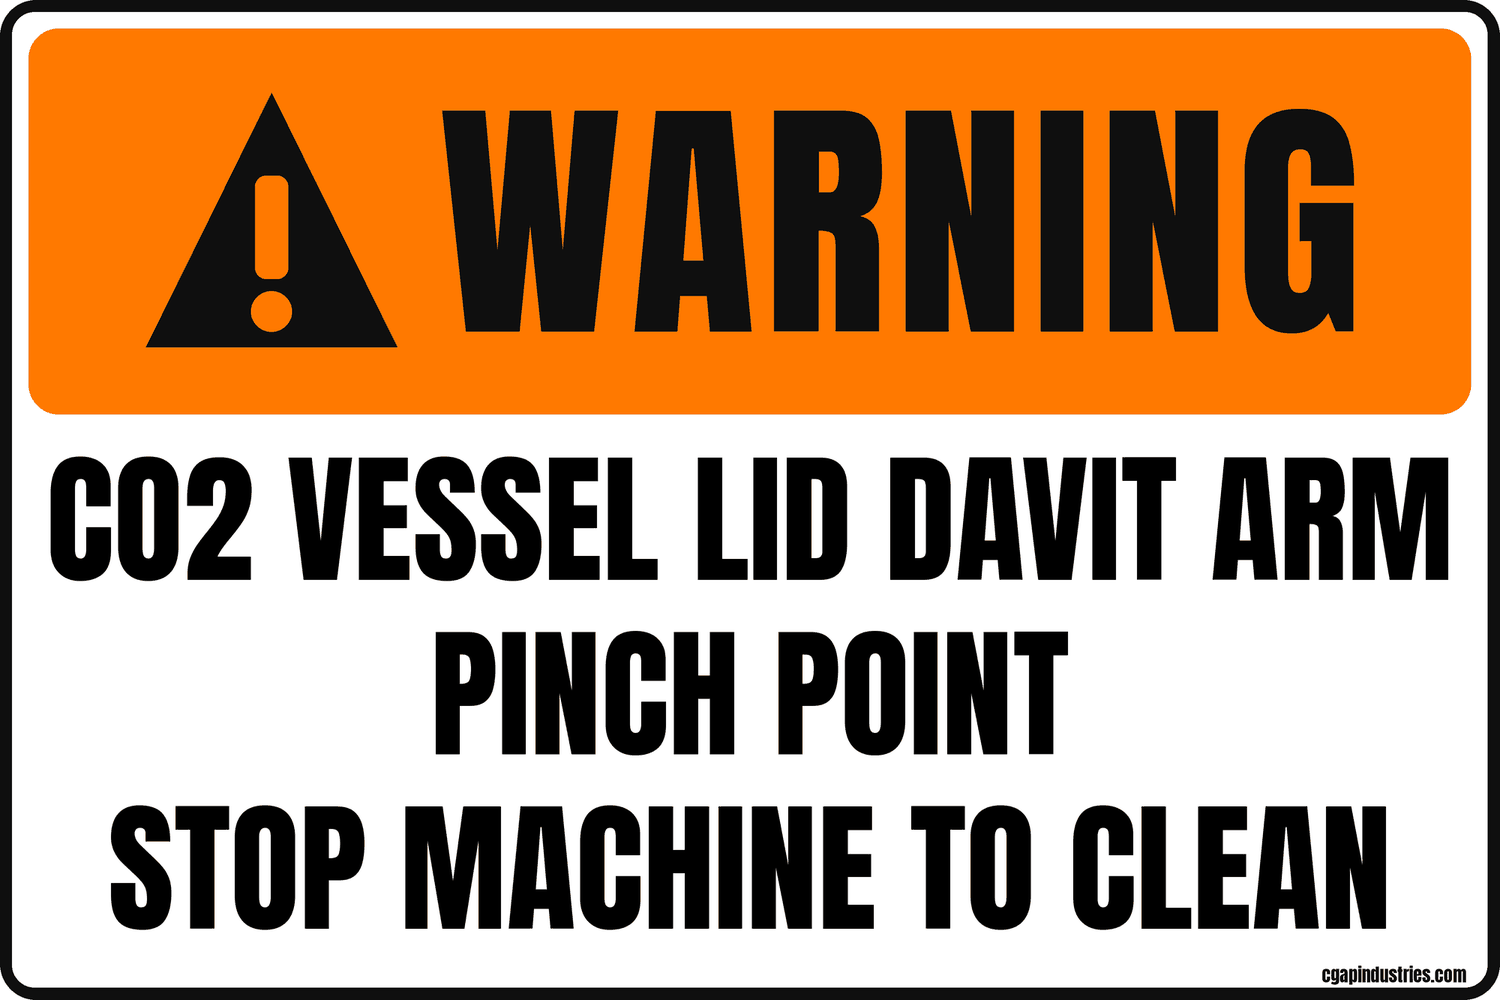 WARNING
CO2 VESSEL LID DAVIT ARM
PINCH POINT
STOP MACHINE TO CLEAN
cgapindustries.com